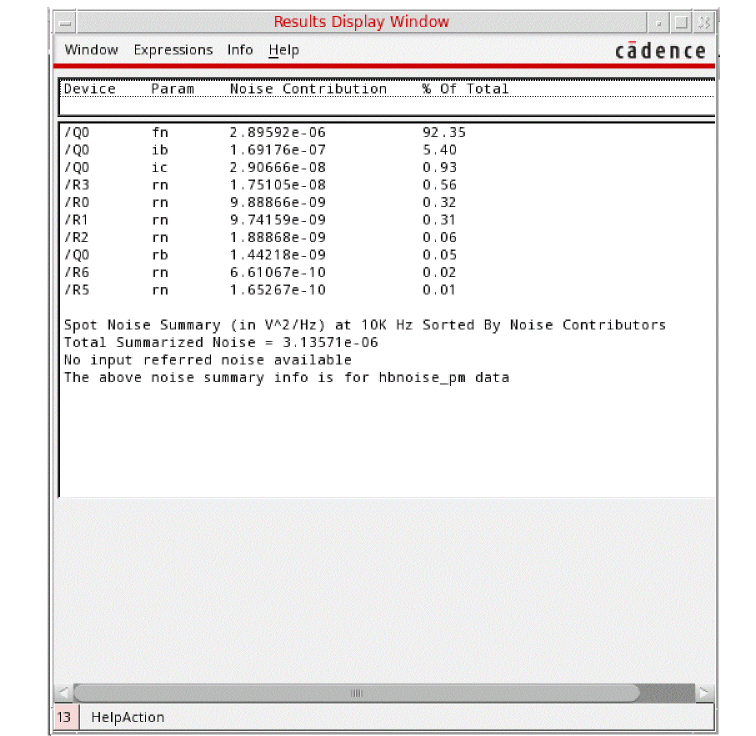 Results Display Window
Window Expressions Info Help cādence
Device Param Noise Contribution % Of Total
/Q0 fn 2.89592e-06 92.35
/Q0 ib 1.69176e-07 5.40
/Q0 ic 2.90666e-08 0.93
/R3 rn 1.75105e-08 0.56
/R0 rn 9.88866e-09 0.32
/R1 rn 9.74159e-09 0.31
/R2 rn 1.88868e-09 0.06
/Q0 rb 1.44218e-09 0.05
/R6 rn 6.61067e-10 0.02
/R5 rn 1.65267e-10 0.01
Spot Noise Summary (in V^2/Hz) at 10K Hz Sorted By Noise Contributors
Total Summarized Noise = 3.13571e-06
No input referred noise available
The above noise summary info is for hbnoise_pm data
13 HelpAction